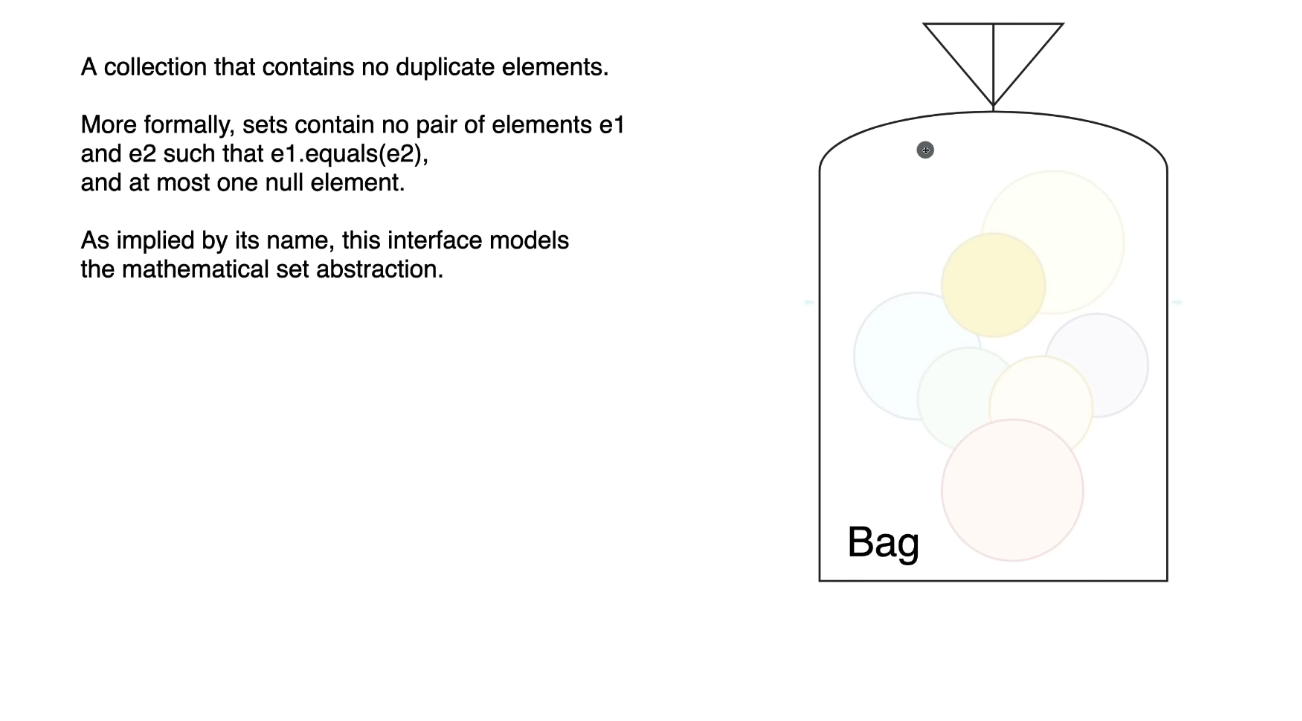 A collection that contains no duplicate elements.
More formally, sets contain no pair of elements e1
and e2 such that e1.equals(e2),
and at most one null element.
As implied by its name, this interface models
the mathematical set abstraction.
Bag